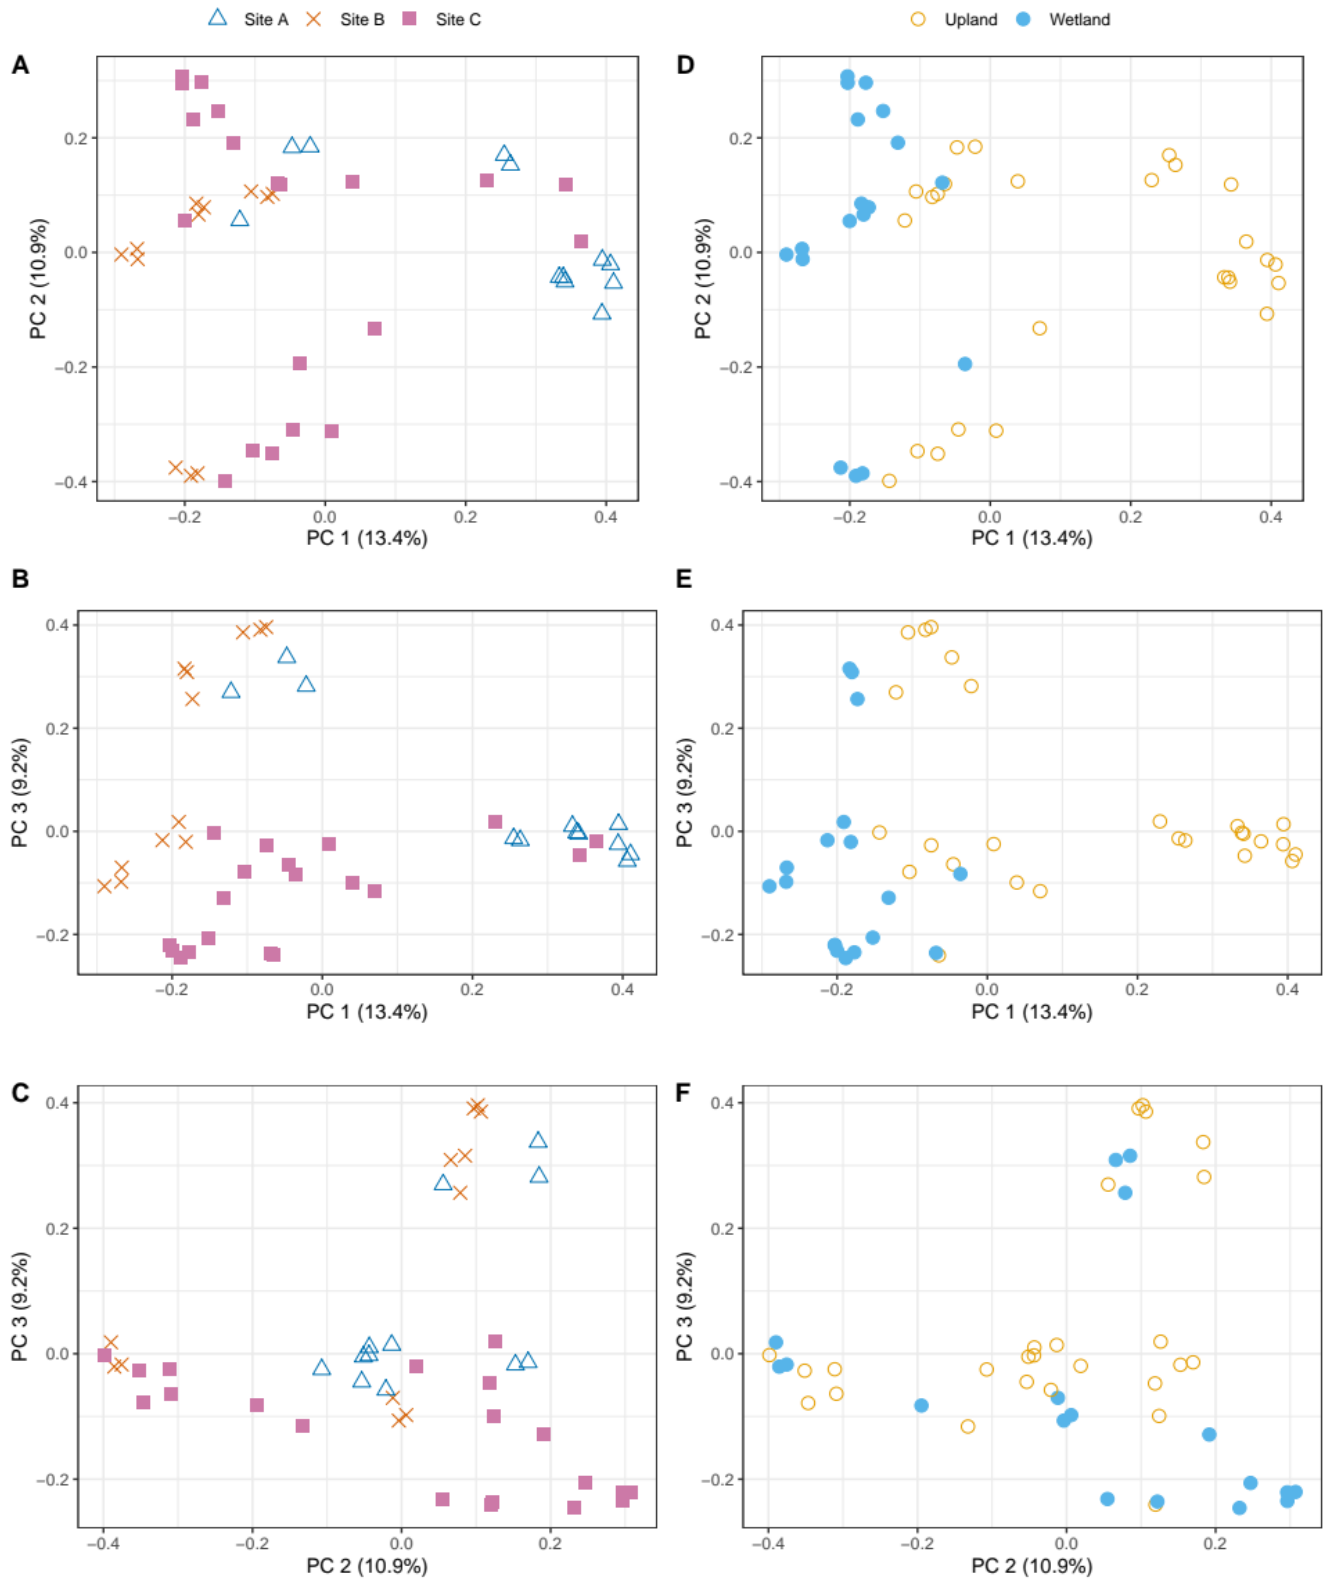 Site A Site B Site C
Upland Wetland
A
0.2
0.0
−0.2
−0.4
PC 2 (10.9%)
−0.2 0.0 0.2 0.4
PC 1 (13.4%)
D
0.2
0.0
−0.2
−0.4
PC 2 (10.9%)
−0.2 0.0 0.2 0.4
PC 1 (13.4%)
B
0.4
0.2
0.0
−0.2
PC 3 (9.2%)
−0.2 0.0 0.2 0.4
PC 1 (13.4%)
E
0.4
0.2
0.0
−0.2
PC 3 (9.2%)
−0.2 0.0 0.2 0.4
PC 1 (13.4%)
C
0.4
0.2
0.0
−0.2
PC 3 (9.2%)
−0.4 −0.2 0.0 0.2
PC 2 (10.9%)
F
0.4
0.2
0.0
−0.2
PC 3 (9.2%)
−0.4 −0.2 0.0 0.2
PC 2 (10.9%)